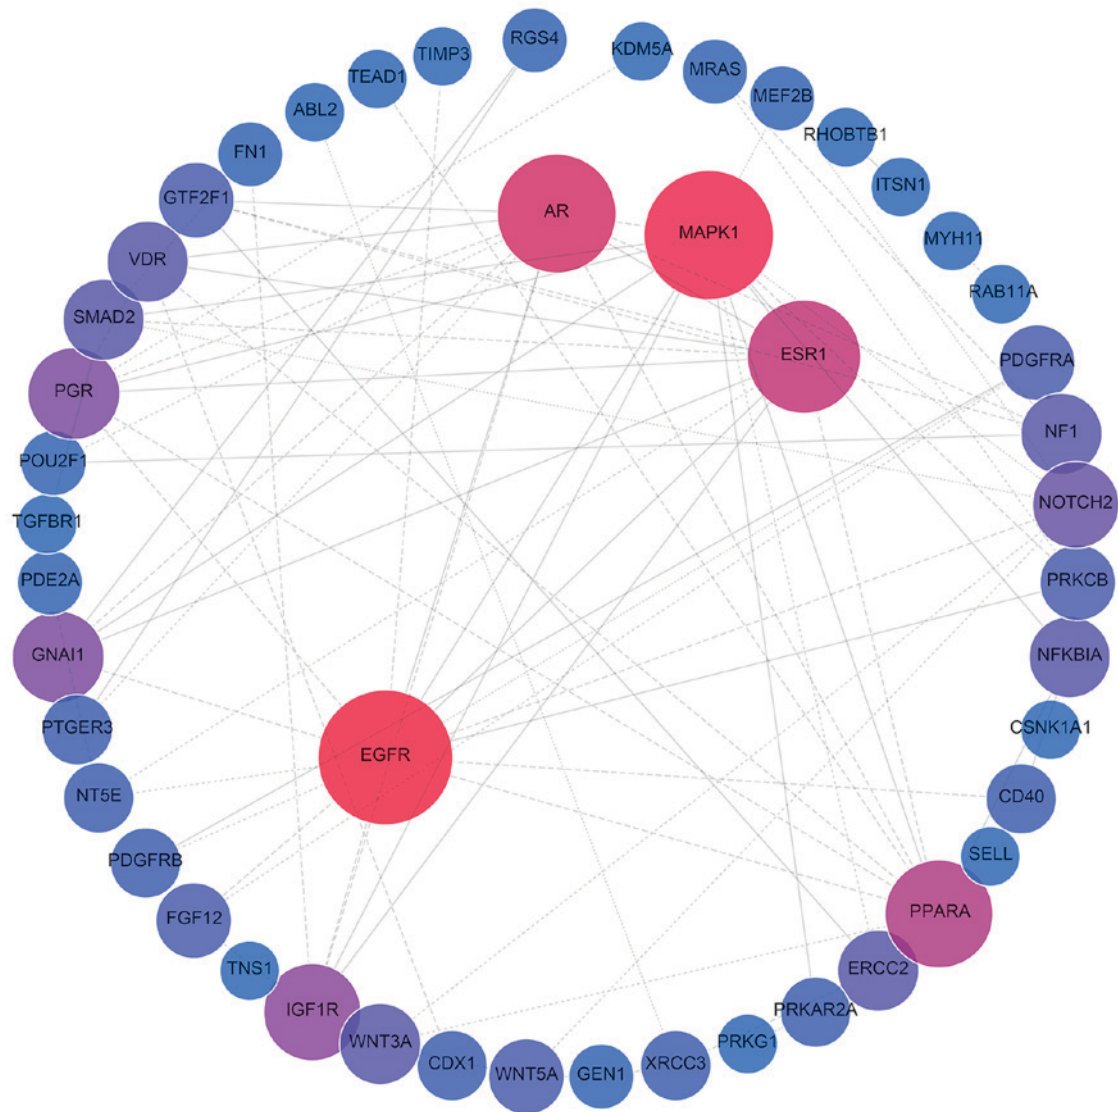 RGS4
KDM5A
TIMP3
MRAS
TEAD1
MEF2B
ABL2
RHOBTB1
FN1
ITSN1
GTF2F1
AR
MAPK1
MYH11
VDR
RAB11A
SMAD2
ESR1
PDGFRA
PGR
NF1
POU2F1
NOTCH2
TGFBR1
PDE2A
PRKCB
GNAI1
NFKBIA
PTGER3
CSNK1A1
EGFR
NT5E
CD40
PDGFRB
SELL
FGF12
PPARA
TNS1
ERCC2
IGF1R
PRKAR2A
WNT3A
PRKG1
CDX1
XRCC3
WNT5A
GEN1